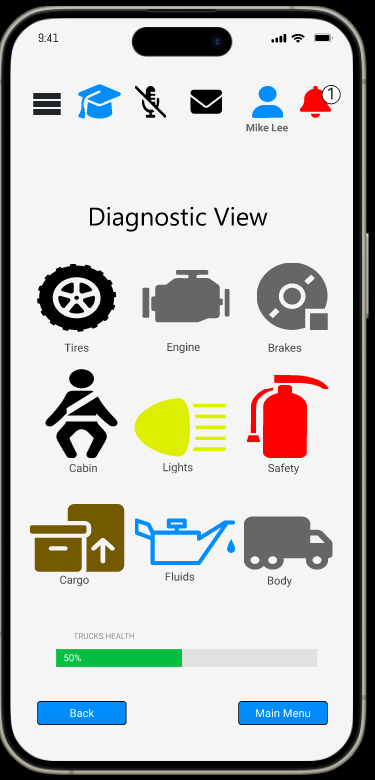 9:41
1
Mike Lee
Diagnostic View
Tires Engine Brakes
Cabin Lights Safety
Cargo Fluids Body
TRUCKS HEALTH
50%
Back Main Menu